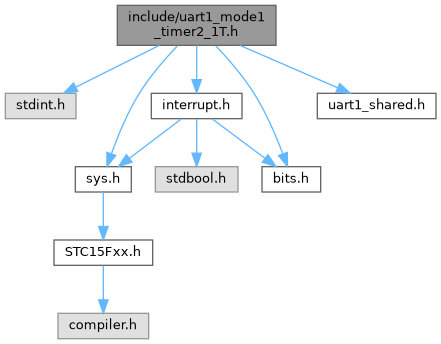 include/uart1_mode1
_timer2_1T.h
stdint.h
interrupt.h
uart1_shared.h
sys.h
stdbool.h
bits.h
STC15Fxx.h
compiler.h